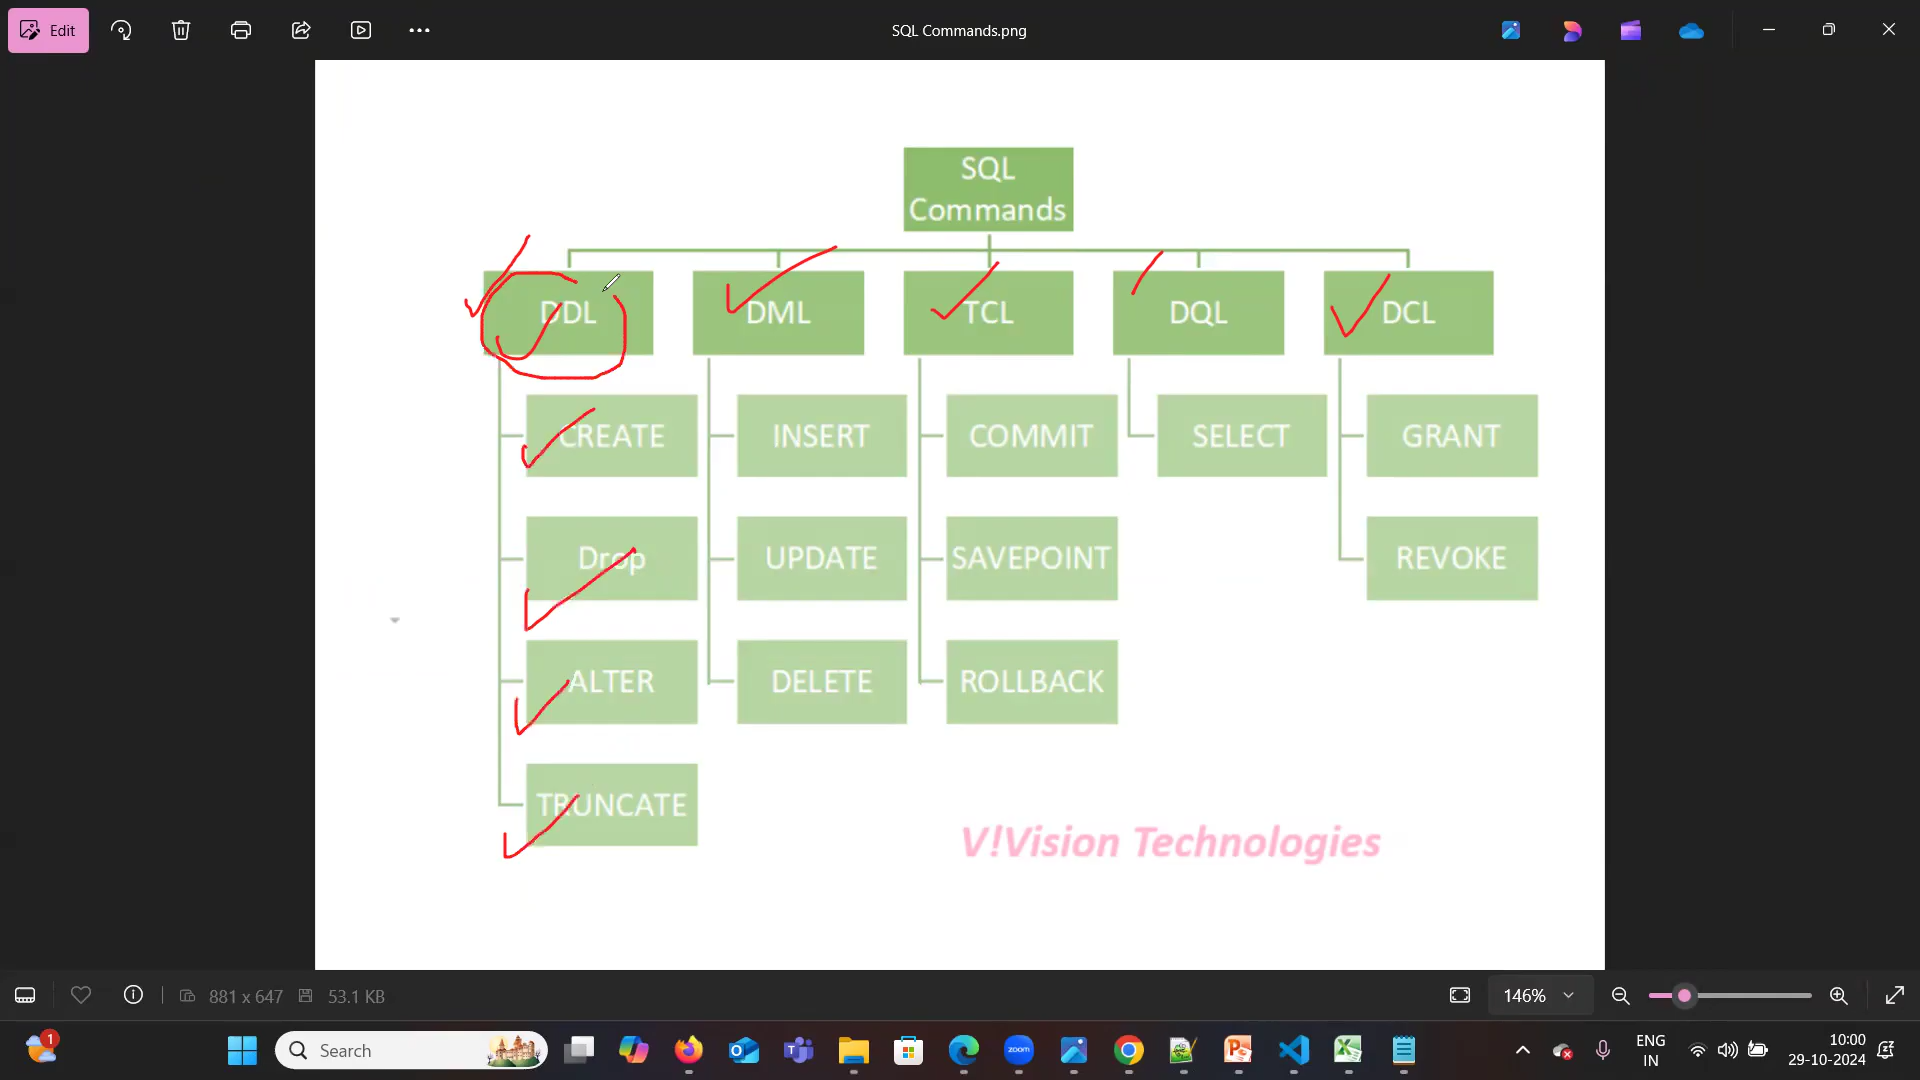 Edit
SQL Commands.png
SQL
Commands
DDL
DML
TCL
DQL
DCL
CREATE
INSERT
COMMIT
SELECT
GRANT
Drop
UPDATE
SAVEPOINT
REVOKE
ALTER
DELETE
ROLLBACK
TRUNCATE
V!Vision Technologies
881 x 647
53.1 KB
146%
1
Search
zoom
ENG
IN
10:00
29-10-2024